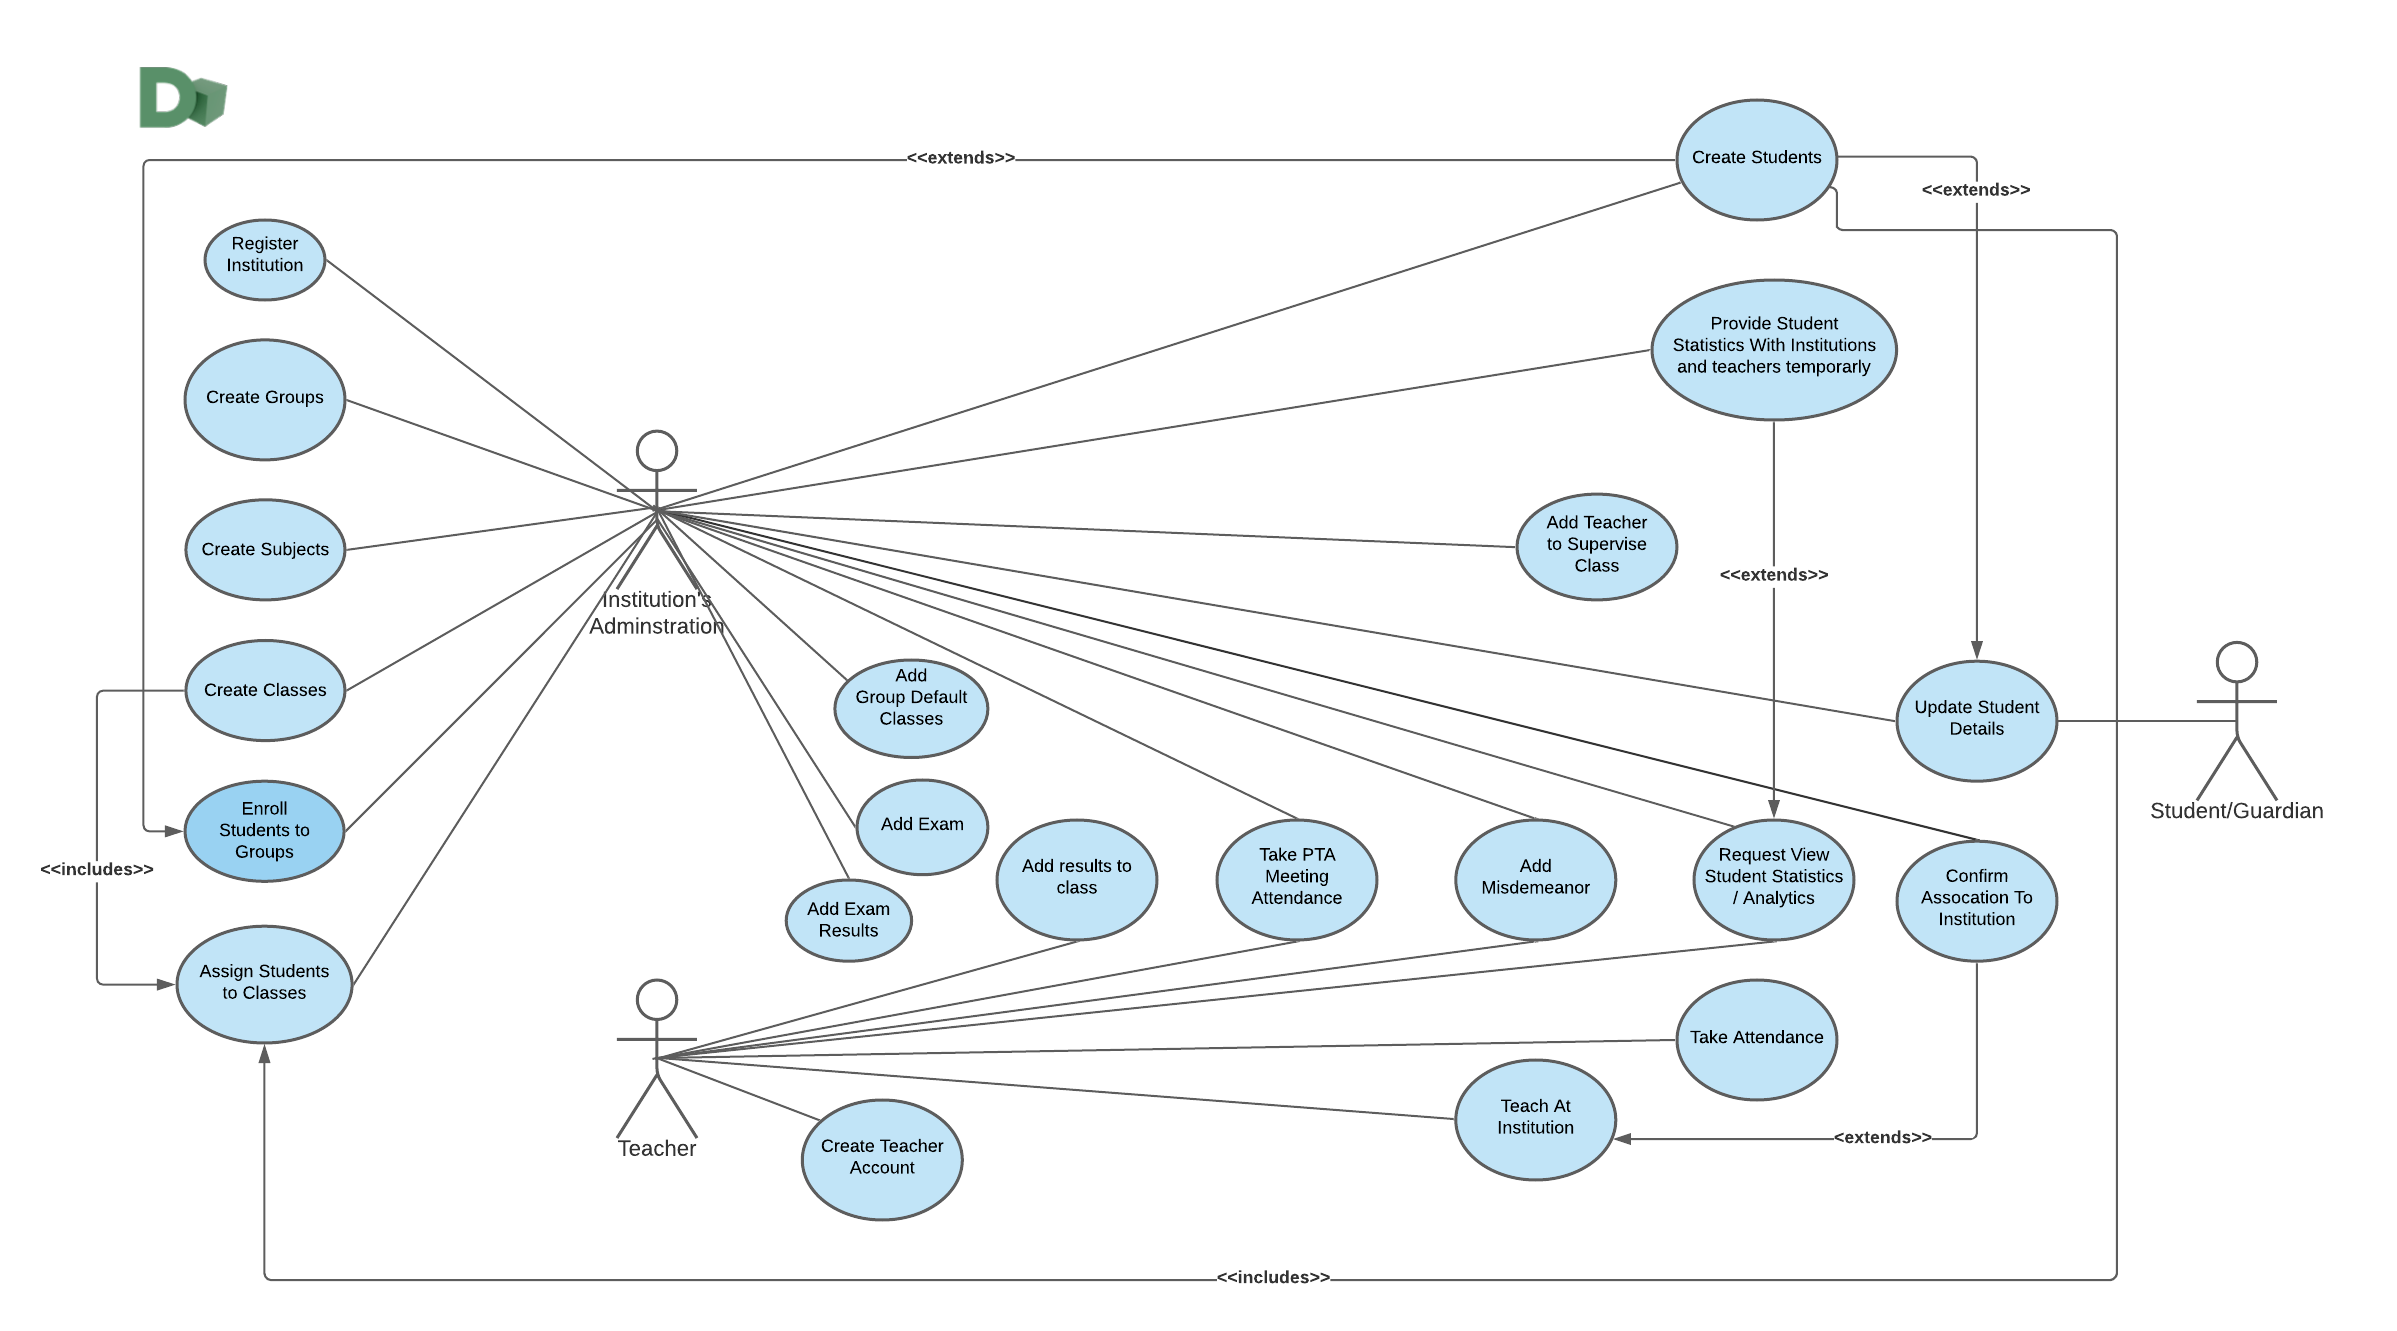 D
<<extends>>
Create Students
<<extends>>
Register
Institution
Provide Student
Statistics With Institutions
and teachers temporarly
Create Groups
Add Teacher
to Supervise
Class
Create Subjects
<<extends>>
Institution's
Adminstration
Add
Group Default
Classes
Create Classes
Update Student
Details
Student/Guardian
Enroll
Students to
Groups
Add Exam
<<includes>>
Add results to
class
Take PTA
Meeting
Attendance
Add
Misdemeanor
Request View
Student Statistics
/ Analytics
Confirm
Assocation To
Institution
Add Exam
Results
Assign Students
to Classes
Take Attendance
Teach At
Institution
<extends>>
Teacher
Create Teacher
Account
<<includes>>